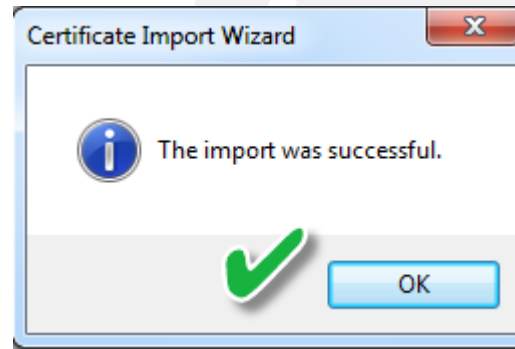 Certificate Import Wizard
The import was successful.
OK